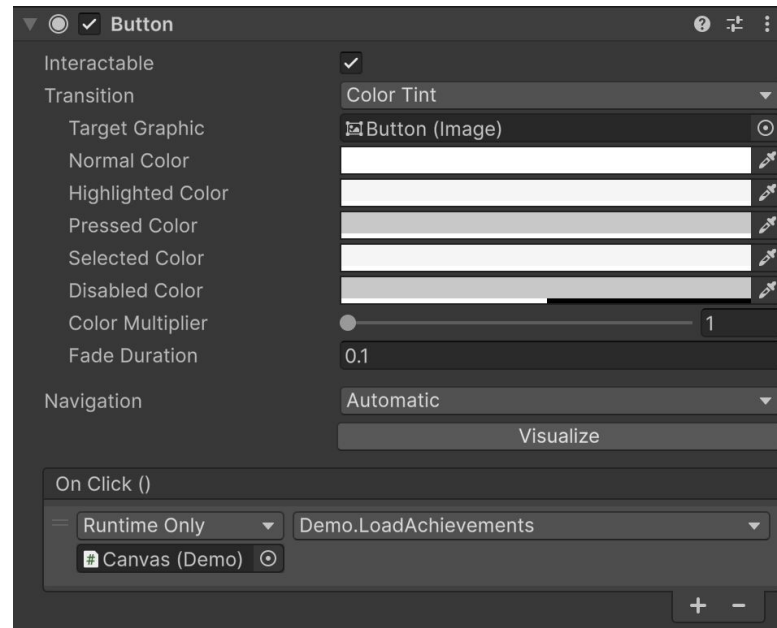 Button
Interactable
Transition Color Tint
Target Graphic Button (Image)
Normal Color
Highlighted Color
Pressed Color
Selected Color
Disabled Color
Color Multiplier 1
Fade Duration 0.1
Navigation Automatic
Visualize
On Click ()
Runtime Only Demo.LoadAchievements
# Canvas (Demo)